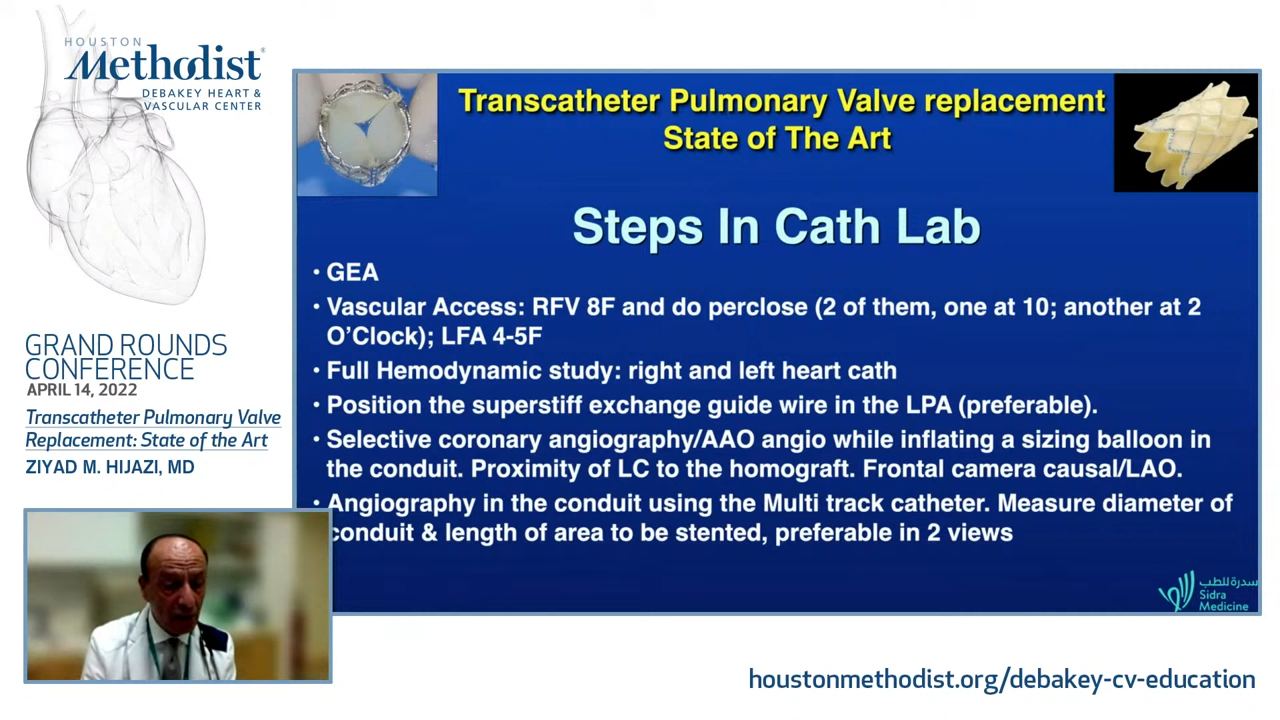 HOUSTON
Methodist®
DEBAKEY HEART &
VASCULAR CENTER
GRAND ROUNDS
CONFERENCE
APRIL 14, 2022
Transcatheter Pulmonary Valve
Replacement: State of the Art
ZIYAD M. HIJAZI, MD
Transcatheter Pulmonary Valve replacement
State of The Art
Steps In Cath Lab
• GEA
• Vascular Access: RFV 8F and do perclose (2 of them, one at 10; another at 2
O'Clock); LFA 4-5F
• Full Hemodynamic study: right and left heart cath
• Position the superstiff exchange guide wire in the LPA (preferable).
• Selective coronary angiography/AAO angio while inflating a sizing balloon in
the conduit. Proximity of LC to the homograft. Frontal camera causal/LAO.
• Angiography in the conduit using the Multi track catheter. Measure diameter of
conduit & length of area to be stented, preferable in 2 views
سدرة للطب
Sidra
Medicine
houstonmethodist.org/debakey-cv-education